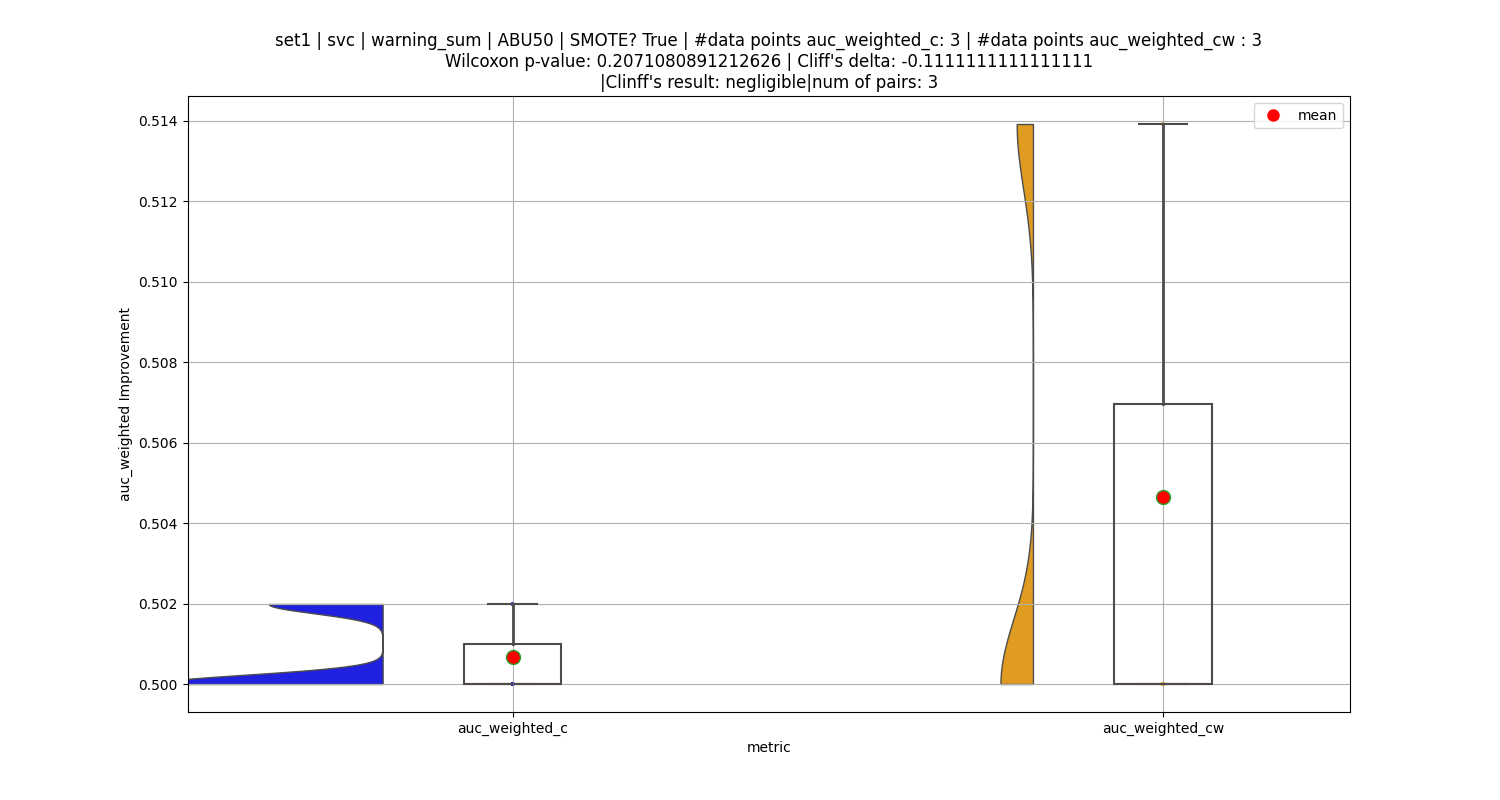 set1 | svc | warning_sum | ABU50 | SMOTE? True | #data points auc_weighted_c: 3 | #data points auc_weighted_cw : 3
Wilcoxon p-value: 0.2071080891212626 | Cliff's delta: -0.1111111111111111
|Clinff's result: negligible|num of pairs: 3
mean
0.514
0.512
0.510
0.508
0.506
0.504
0.502
0.500
auc_weighted Improvement
auc_weighted_c
auc_weighted_cw
metric